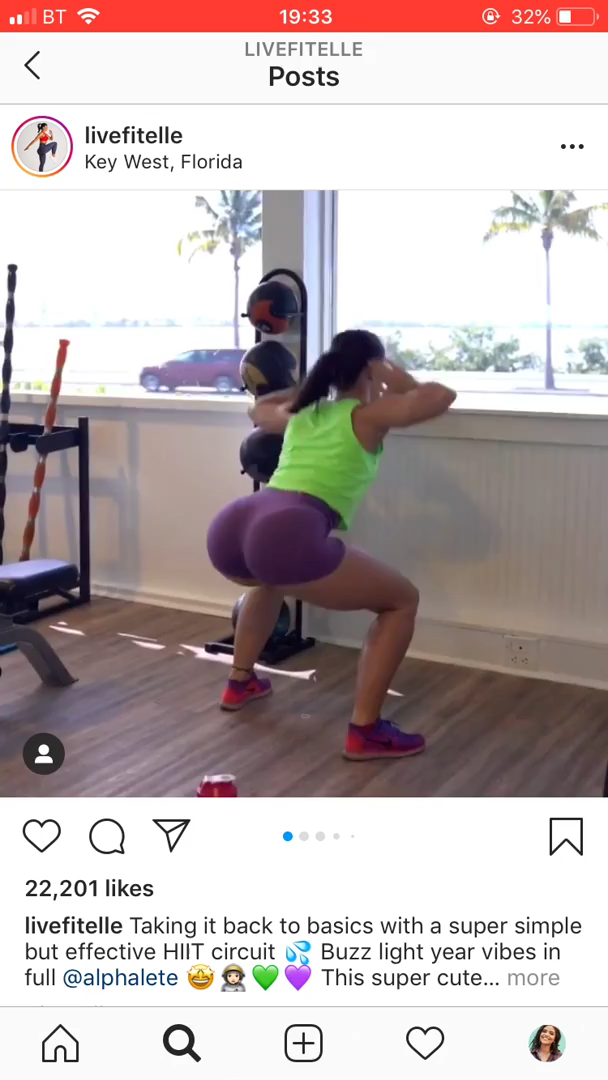 BT 19:33 32%
LIVEFITELLE
Posts
livefitelle
Key West, Florida
22,201 likes
livefitelle Taking it back to basics with a super simple
but effective HIIT circuit 💦 Buzz light year vibes in
full @alphalete 🤩👩🏻‍🚀💚💜 This super cute... more